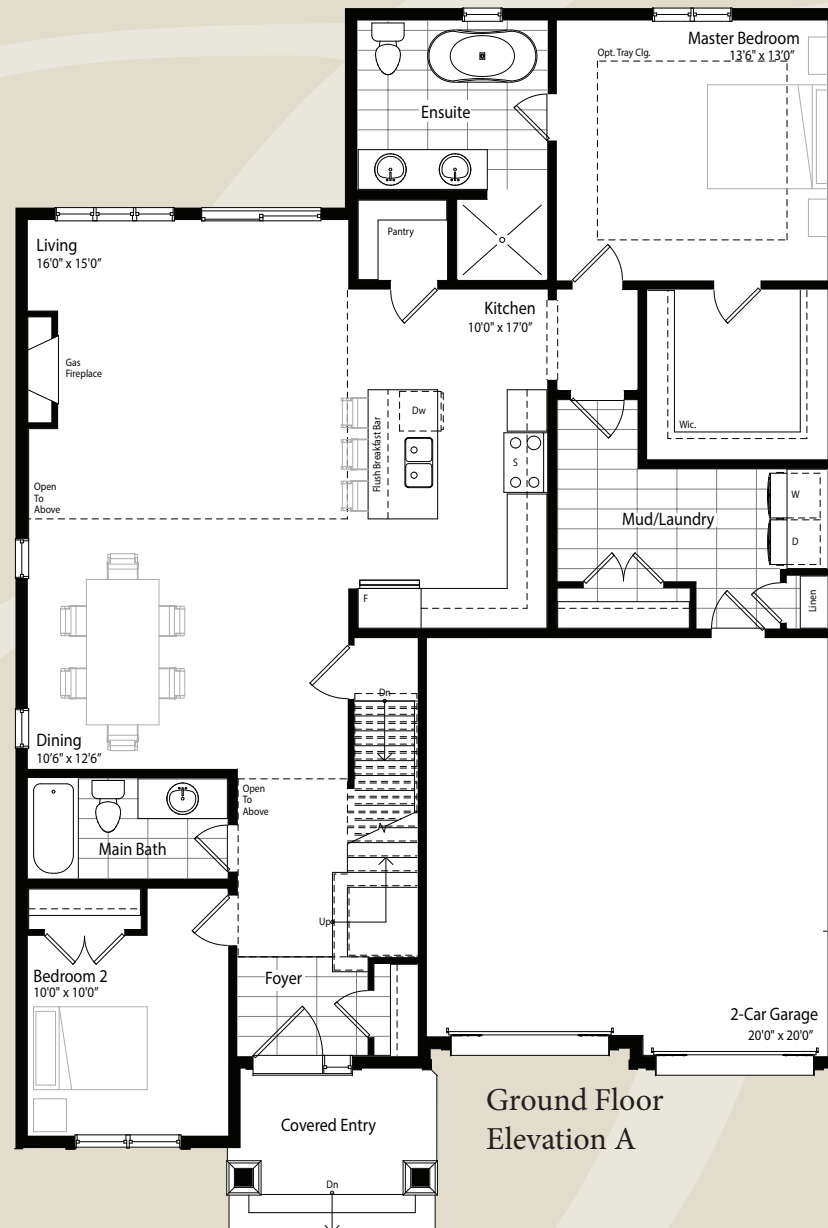 Master Bedroom
13'6" x 13'0"
Opt. Tray Clg.
Ensuite
Pantry
Living
16'0" x 15'0"
Kitchen
10'0" x 17'0"
Gas
Fireplace
Dw
Flush Breakfast Bar
S
Wic.
Open
To
Above
Mud/Laundry
W
D
Linen
F
Dn
Dining
10'6" x 12'6"
Open
To
Above
Main Bath
Up
Bedroom 2
10'0" x 10'0"
Foyer
2-Car Garage
20'0" x 20'0"
Ground Floor
Elevation A
Covered Entry
Dn